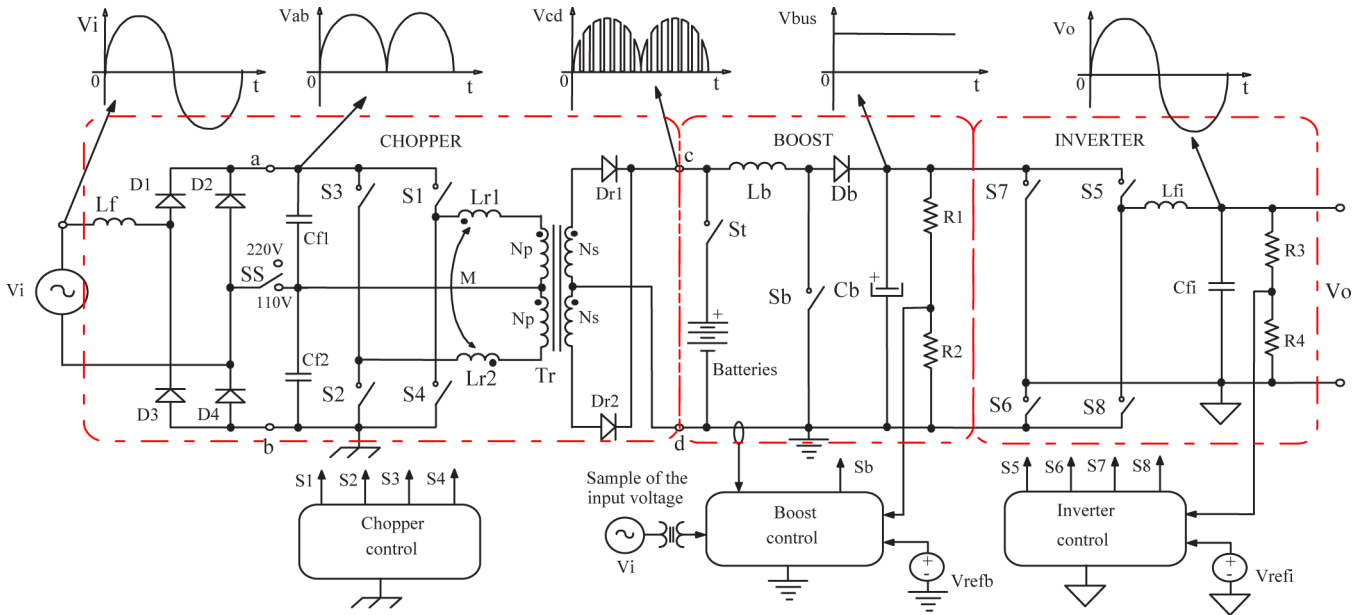 Vi
0
t
Vab
0
t
Vcd
0
t
Vbus
0
t
Vo
0
t
CHOPPER
BOOST
INVERTER
a
c
D1
D2
S3
S1
Lr1
Dr1
Lb
Db
S7
S5
Lfi
Lf
Cf1
Np
Ns
St
R1
R3
220V
SS
110V
M
Vi
Sb
Cb
+
Cfi
Vo
Np
Ns
+
R2
R4
Cf2
Lr2
Tr
Batteries
D3
D4
S2
S4
Dr2
S6
S8
b
d
S1
S2
S3
S4
Sample of the
input voltage
Sb
S5
S6
S7
S8
Chopper
control
Vi
Boost
control
+
-
Vrefb
Inverter
control
+
-
Vrefi